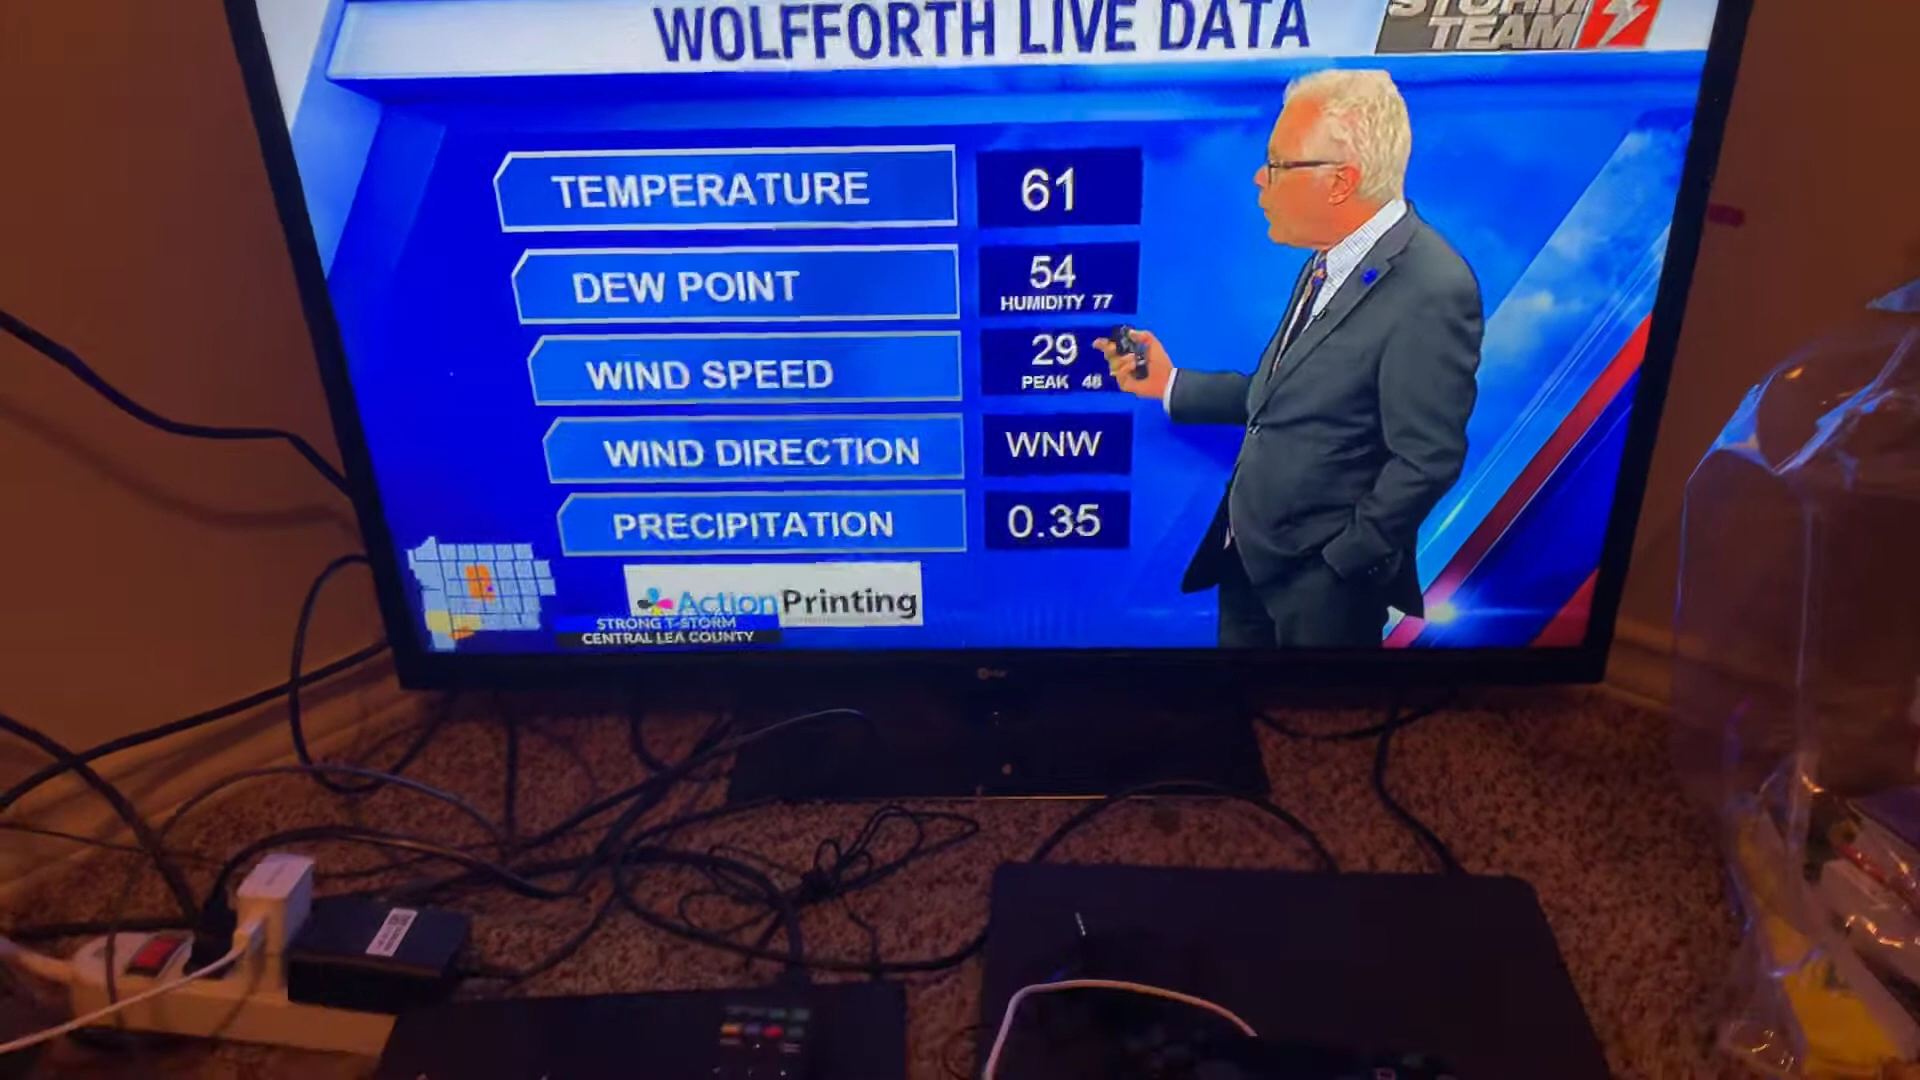 WOLFFORTH LIVE DATA
STORM
TEAM
TEMPERATURE
61
DEW POINT
54
HUMIDITY 77
WIND SPEED
29
PEAK 48
WIND DIRECTION
WNW
PRECIPITATION
0.35
ActionPrinting
STRONG T-STORM
CENTRAL LEA COUNTY